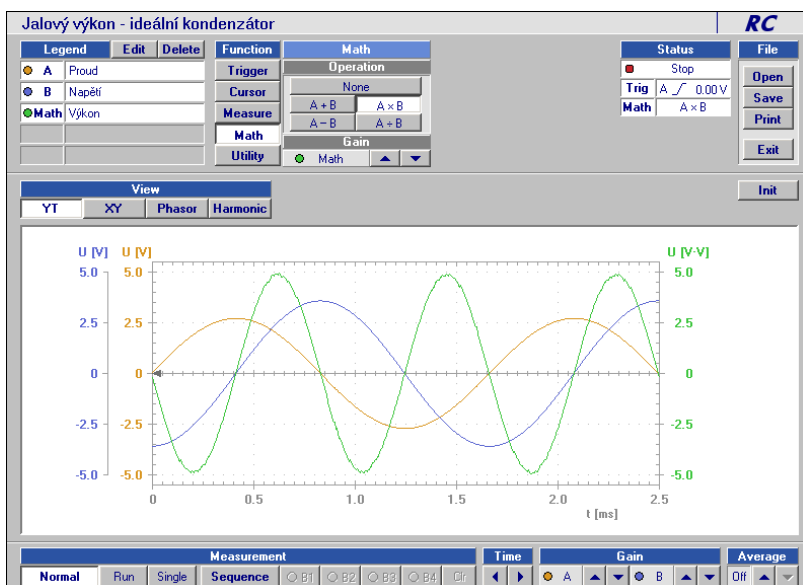 Jalový výkon - ideální kondenzátor RC
Legend Edit Delete Function Math Status File
A Proud Trigger Operation Stop Open
B Napětí Cursor None Trig A 0.00 V Save
Math Výkon Measure A + B A × B Math A × B Print
Math A − B A ÷ B
Utility Gain Exit
Math
View Init
YT XY Phasor Harmonic
U [V] U [V] U [V·V]
5.0 5.0 5.0
2.5 2.5 2.5
0 0 0
-2.5 -2.5 -2.5
-5.0 -5.0 -5.0
0 0.5 1.0 1.5 2.0 2.5
t [ms]
Measurement Time Gain Average
Normal Run Single Sequence B1 B2 B3 B4 Clr A B Off